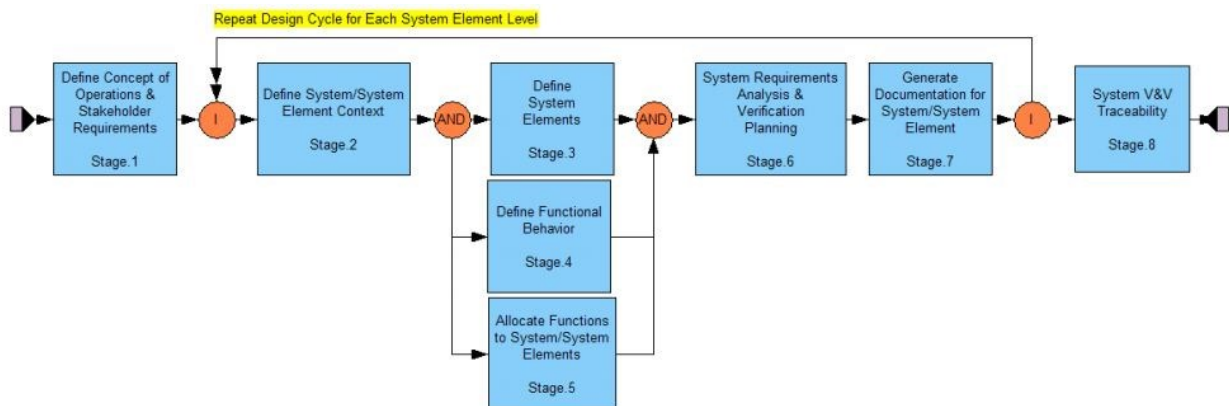 Repeat Design Cycle for Each System Element Level
Define Concept of
Operations &
Stakeholder
Requirements
Stage.1
I
Define System/System
Element Context
Stage.2
AND
Define
System
Elements
Stage.3
Define Functional
Behavior
Stage.4
Allocate Functions
to System/System
Elements
Stage.5
AND
System Requirements
Analysis &
Verification
Planning
Stage.6
Generate
Documentation for
System/System
Element
Stage.7
I
System V&V
Traceability
Stage.8